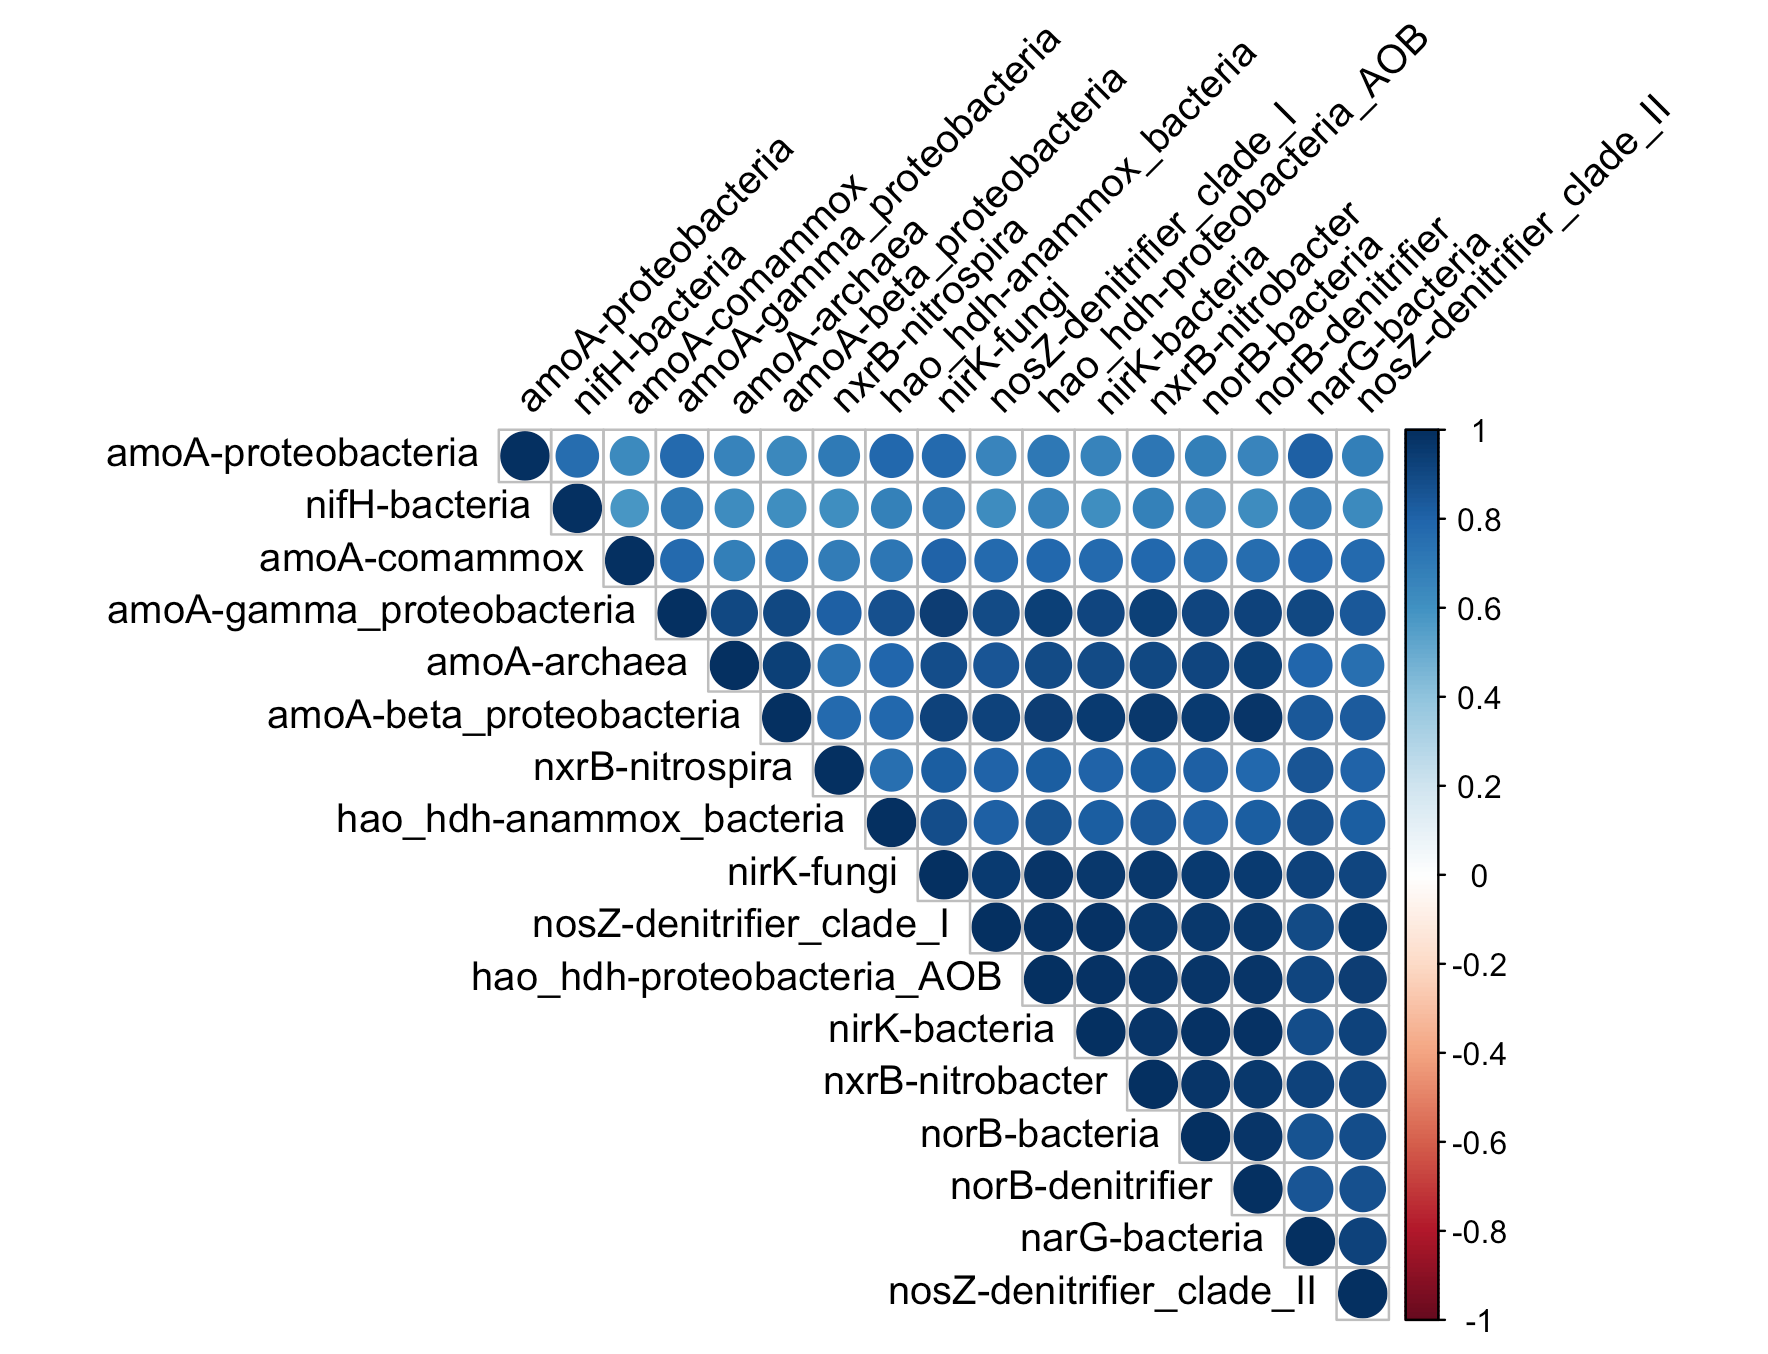 amoA-proteobacteria
nifH-bacteria
amoA-comammox
amoA-gamma_proteobacteria
amoA-archaea
amoA-beta_proteobacteria
nxrB-nitrospira
hao_hdh-anammox_bacteria
nirK-fungi
nosZ-denitrifier_clade_I
hao_hdh-proteobacteria_AOB
nirK-bacteria
nxrB-nitrobacter
norB-bacteria
norB-denitrifier
narG-bacteria
nosZ-denitrifier_clade_II
amoA-proteobacteria
nifH-bacteria
amoA-comammox
amoA-gamma_proteobacteria
amoA-archaea
amoA-beta_proteobacteria
nxrB-nitrospira
hao_hdh-anammox_bacteria
nirK-fungi
nosZ-denitrifier_clade_I
hao_hdh-proteobacteria_AOB
nirK-bacteria
nxrB-nitrobacter
norB-bacteria
norB-denitrifier
narG-bacteria
nosZ-denitrifier_clade_II
1
0.8
0.6
0.4
0.2
0
-0.2
-0.4
-0.6
-0.8
-1